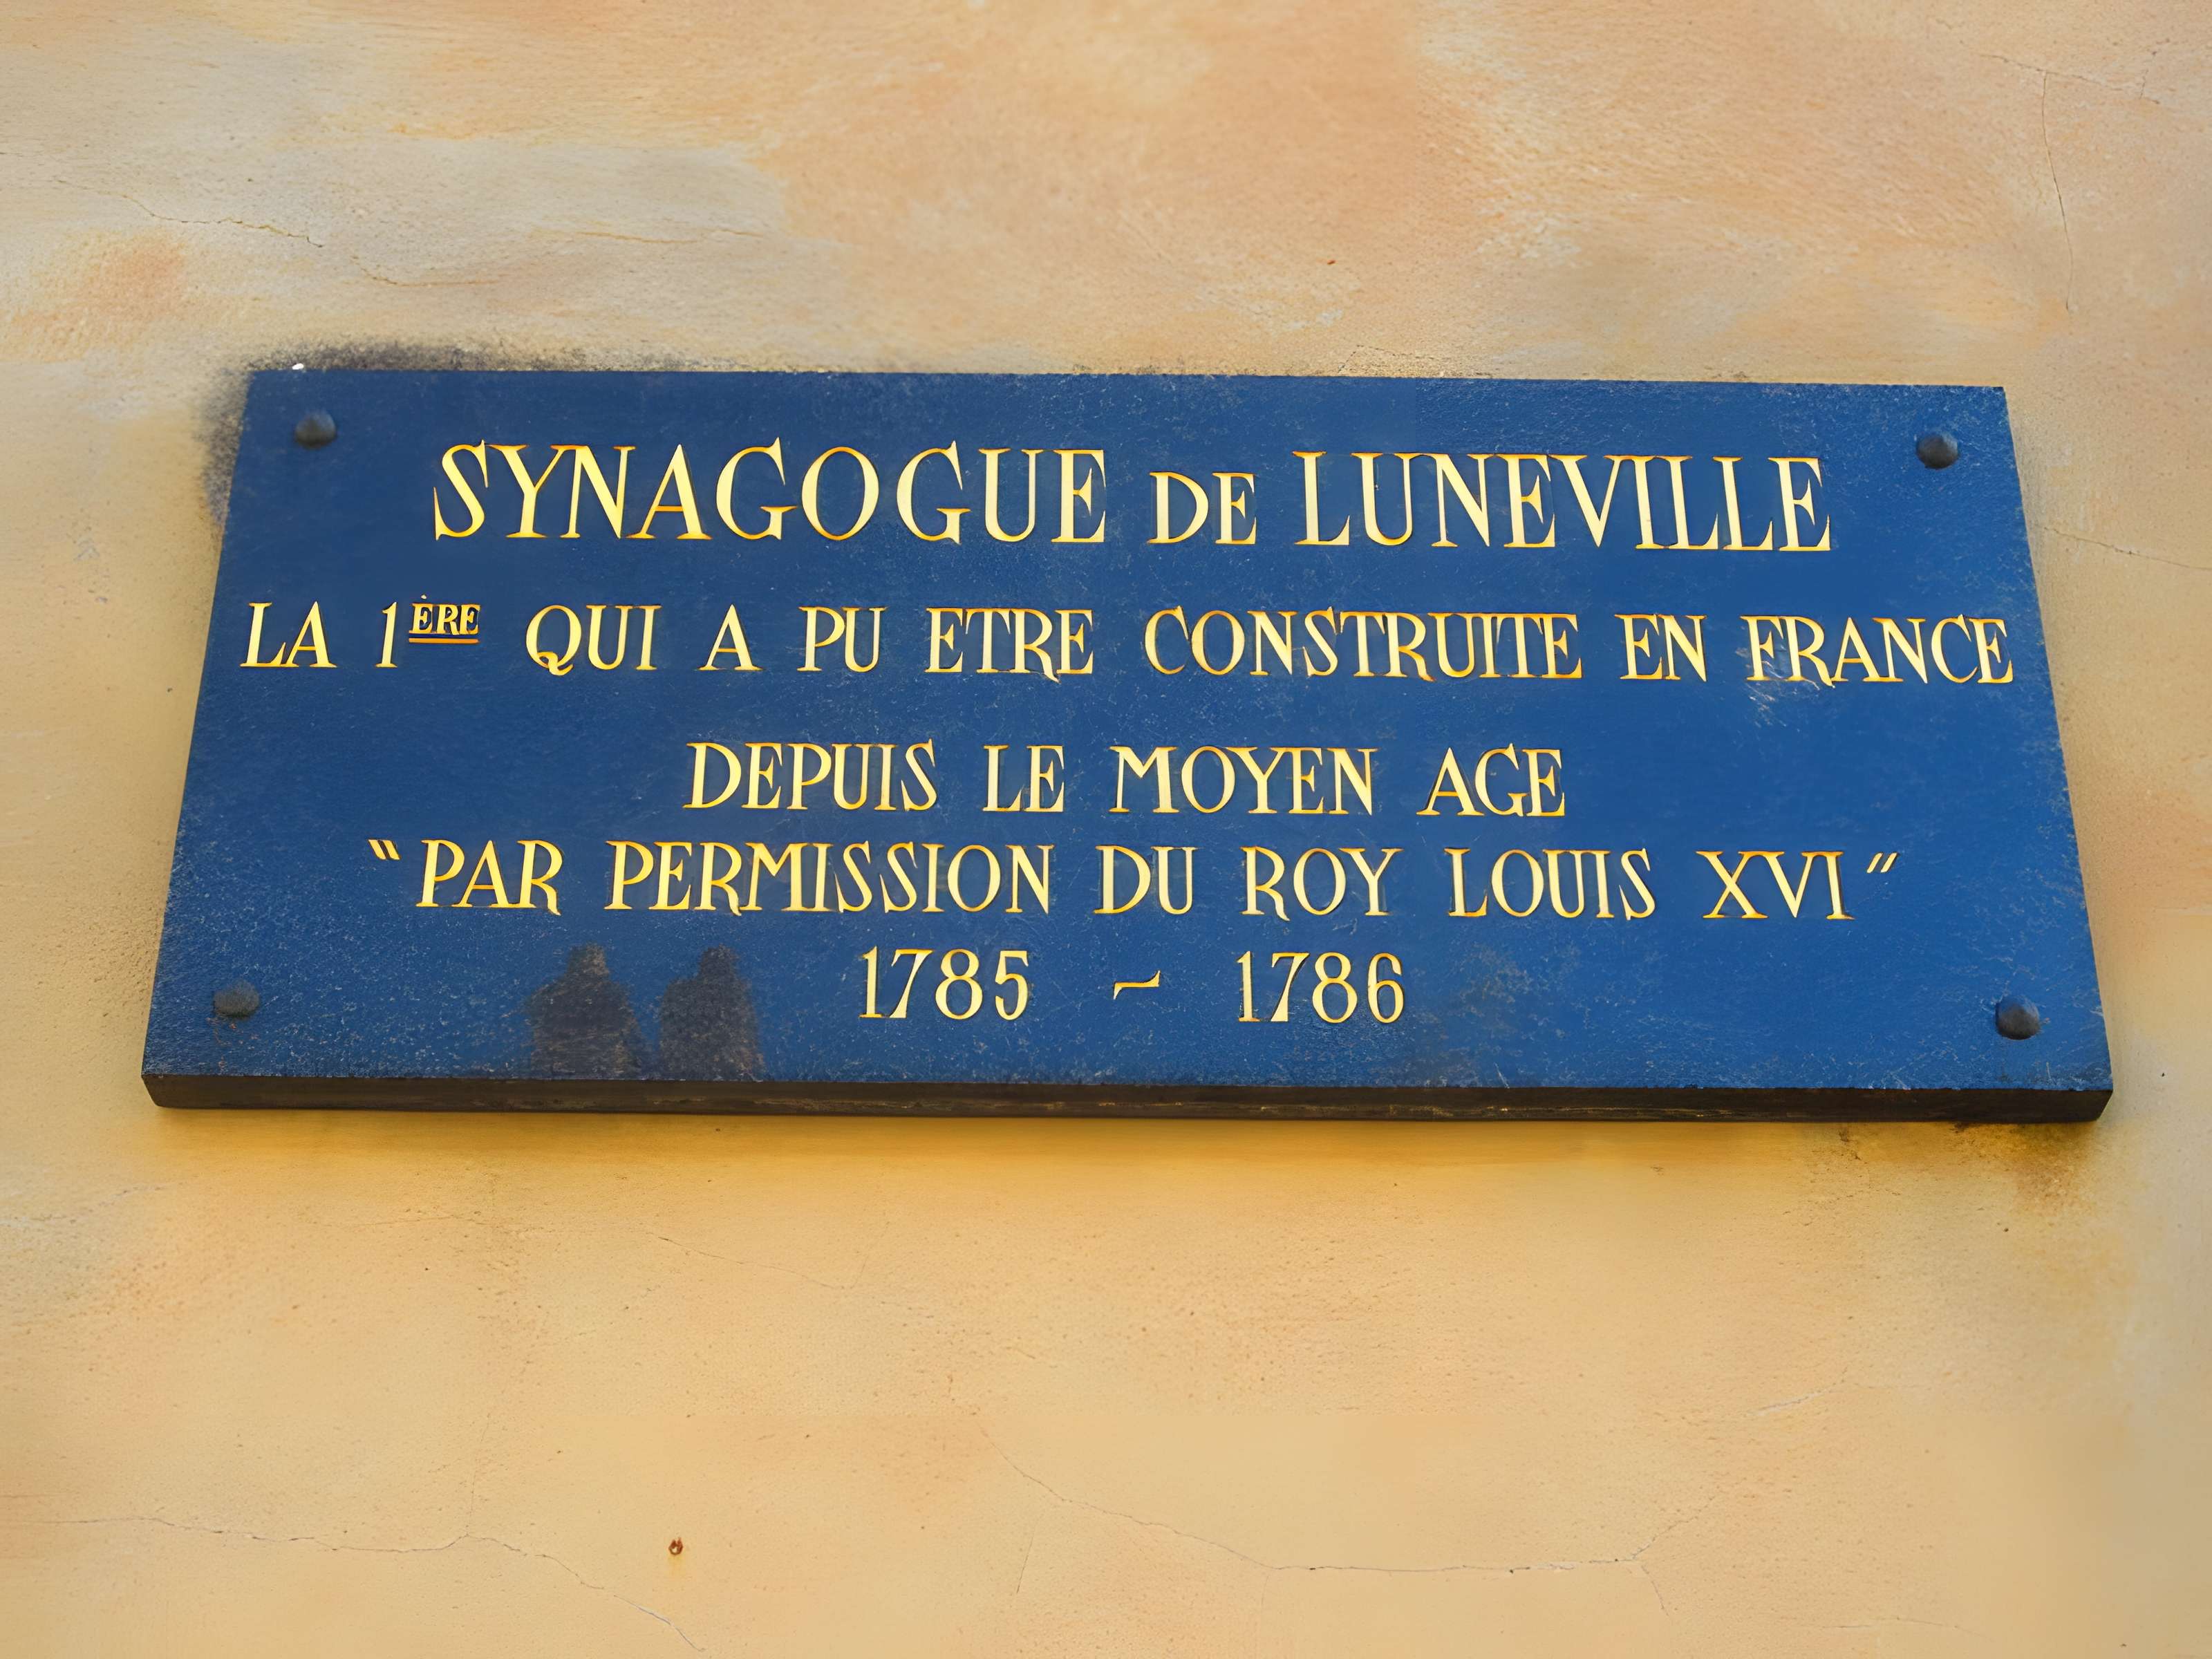 SYNAGOGUE DE LUNEVILLE
LA 1ÈRE QUI A PU ETRE CONSTRUITE EN FRANCE
DEPUIS LE MOYEN AGE
"PAR PERMISSION DU ROY LOUIS XVI"
1785 - 1786